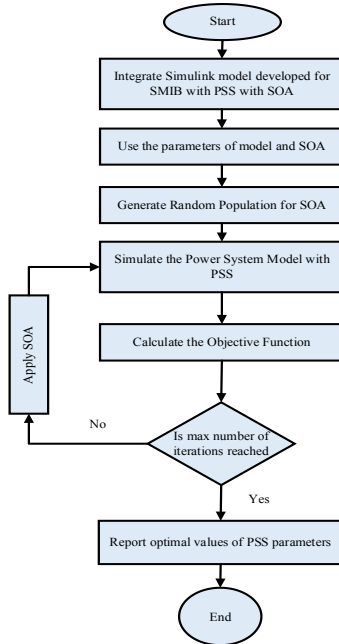 Start
Integrate Simulink model developed for
SMIB with PSS with SOA
Use the parameters of model and SOA
Generate Random Population for SOA
Simulate the Power System Model with
PSS
Apply SOA
Calculate the Objective Function
No
Is max number of
iterations reached
Yes
Report optimal values of PSS parameters
End